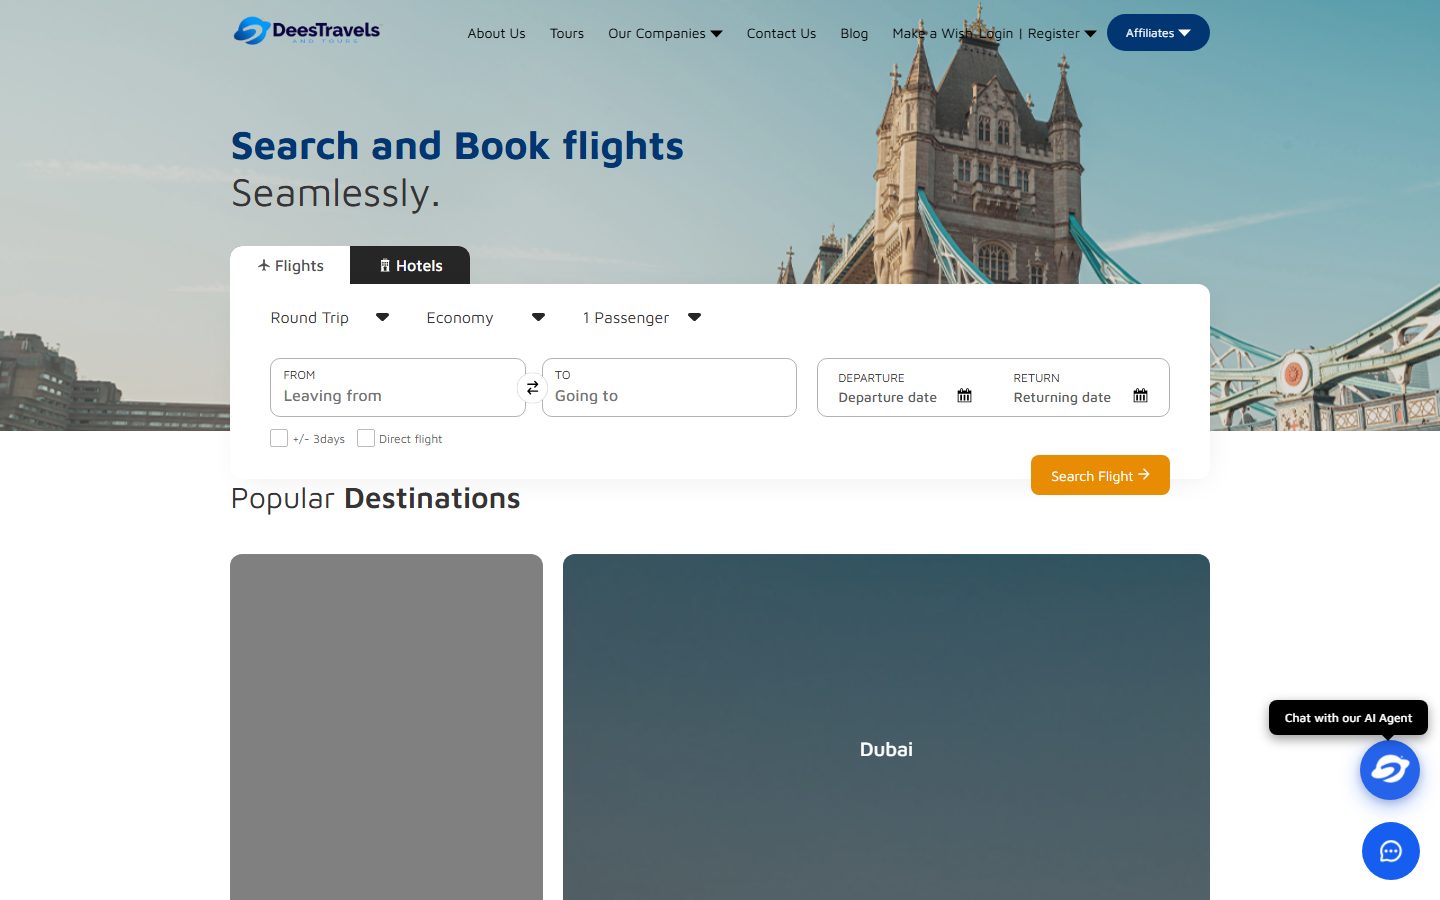 DeesTravels
AND TOURS
About Us
Tours
Our Companies
Contact Us
Blog
Make a Wish
Login | Register
Affiliates
Search and Book flights
Seamlessly.
Flights
Hotels
Round Trip
Economy
1 Passenger
FROM
Leaving from
TO
Going to
DEPARTURE
Departure date
RETURN
Returning date
+/- 3days
Direct flight
Search Flight
Popular Destinations
Dubai
Chat with our AI Agent